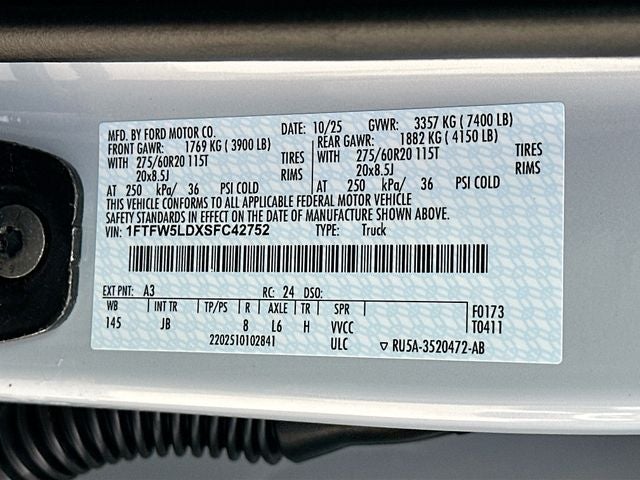 MFD. BY FORD MOTOR CO. DATE: 10/25 GVWR: 3357 KG ( 7400 LB)
FRONT GAWR: 1769 KG ( 3900 LB) REAR GAWR: 1882 KG ( 4150 LB)
WITH 275/60R20 115T TIRES WITH 275/60R20 115T TIRES
20x8.5J RIMS 20x8.5J RIMS
AT 250 kPa/ 36 PSI COLD AT 250 kPa/ 36 PSI COLD
THIS VEHICLE CONFORMS TO ALL APPLICABLE FEDERAL MOTOR VEHICLE
SAFETY STANDARDS IN EFFECT ON THE DATE OF MANUFACTURE SHOWN ABOVE.
VIN: 1FTFW5LDXSFC42752 TYPE: Truck
EXT PNT: A3 RC: 24 DSO:
WB INT TR TP/PS R AXLE TR SPR F0173
145 JB 8 L6 H VVCC T0411
2202510102841 ULC ▽ RU5A-3520472-AB